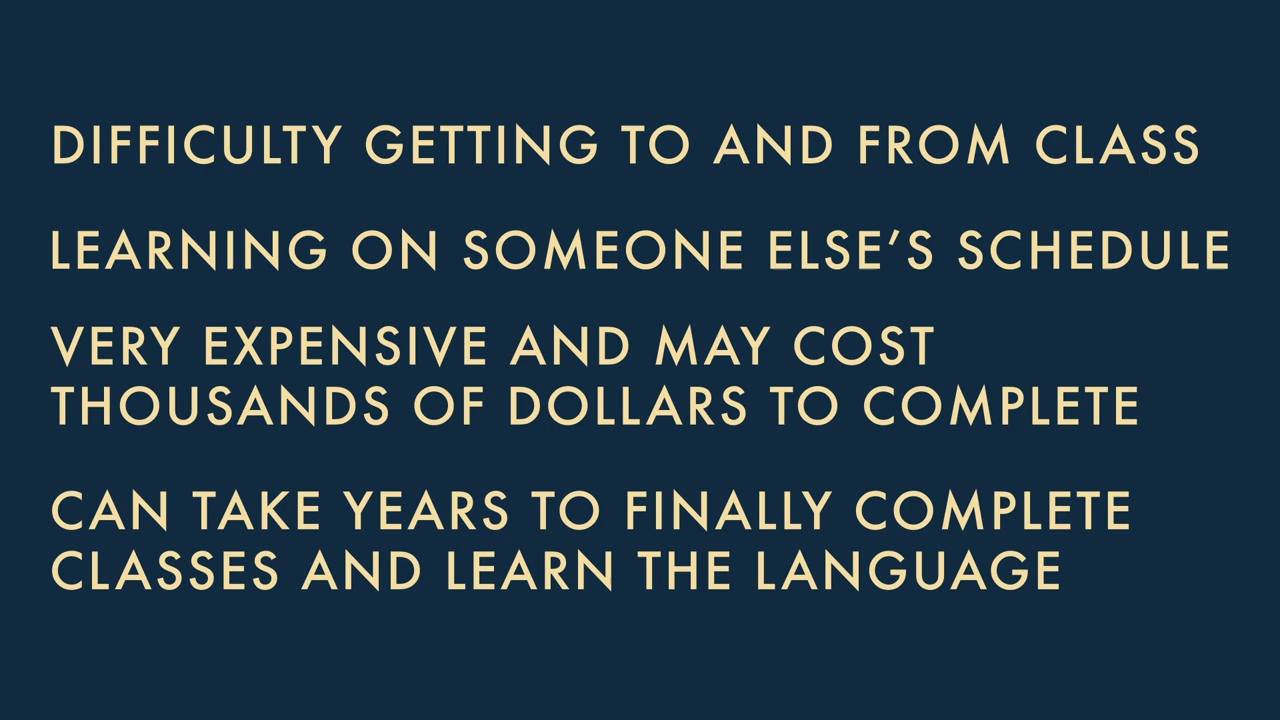 DIFFICULTY GETTING TO AND FROM CLASS
LEARNING ON SOMEONE ELSE’S SCHEDULE
VERY EXPENSIVE AND MAY COST
THOUSANDS OF DOLLARS TO COMPLETE
CAN TAKE YEARS TO FINALLY COMPLETE
CLASSES AND LEARN THE LANGUAGE